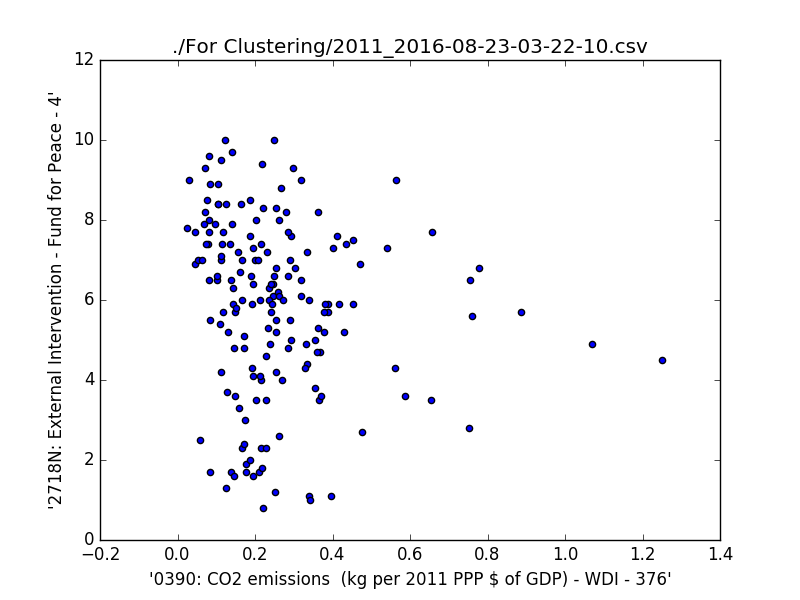 ./For Clustering/2011_2016-08-23-03-22-10.csv
12
10
8
6
4
2
0
'2718N: External Intervention - Fund for Peace - 4'
−0.2 0.0 0.2 0.4 0.6 0.8 1.0 1.2 1.4
'0390: CO2 emissions  (kg per 2011 PPP $ of GDP) - WDI - 376'